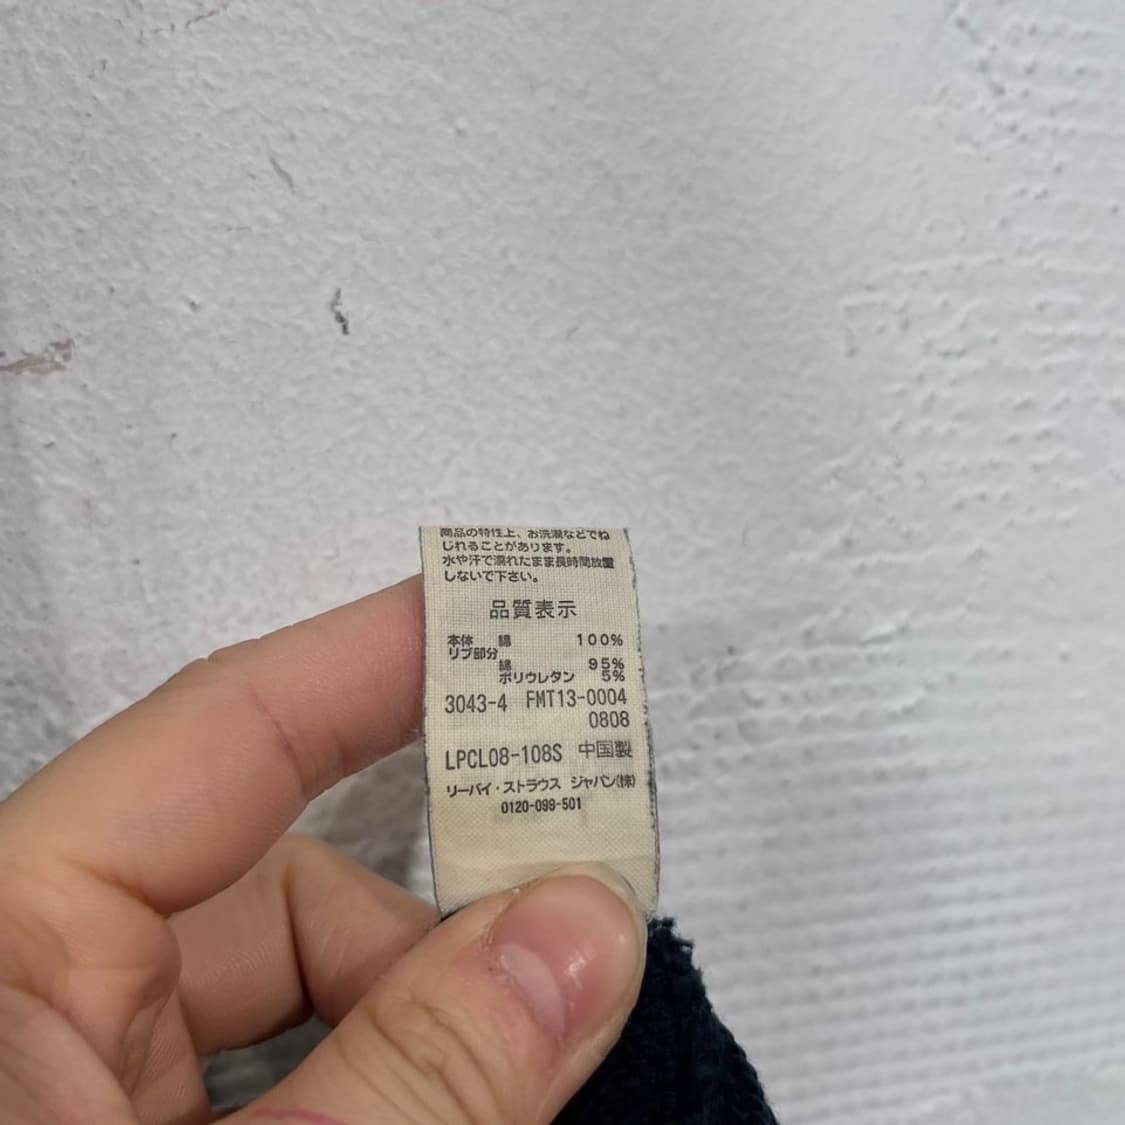 商品の特性上、お洗濯などでね
じれることがあります。
水や汗で濡れたまま長時間放置
しないで下さい。
品質表示
本体 綿 100%
リブ部分
綿 95%
ポリウレタン 5%
3043-4 FMT13-0004
0808
LPCL08-108S 中国製
リーバイ・ストラウス ジャパン(株)
0120-099-501